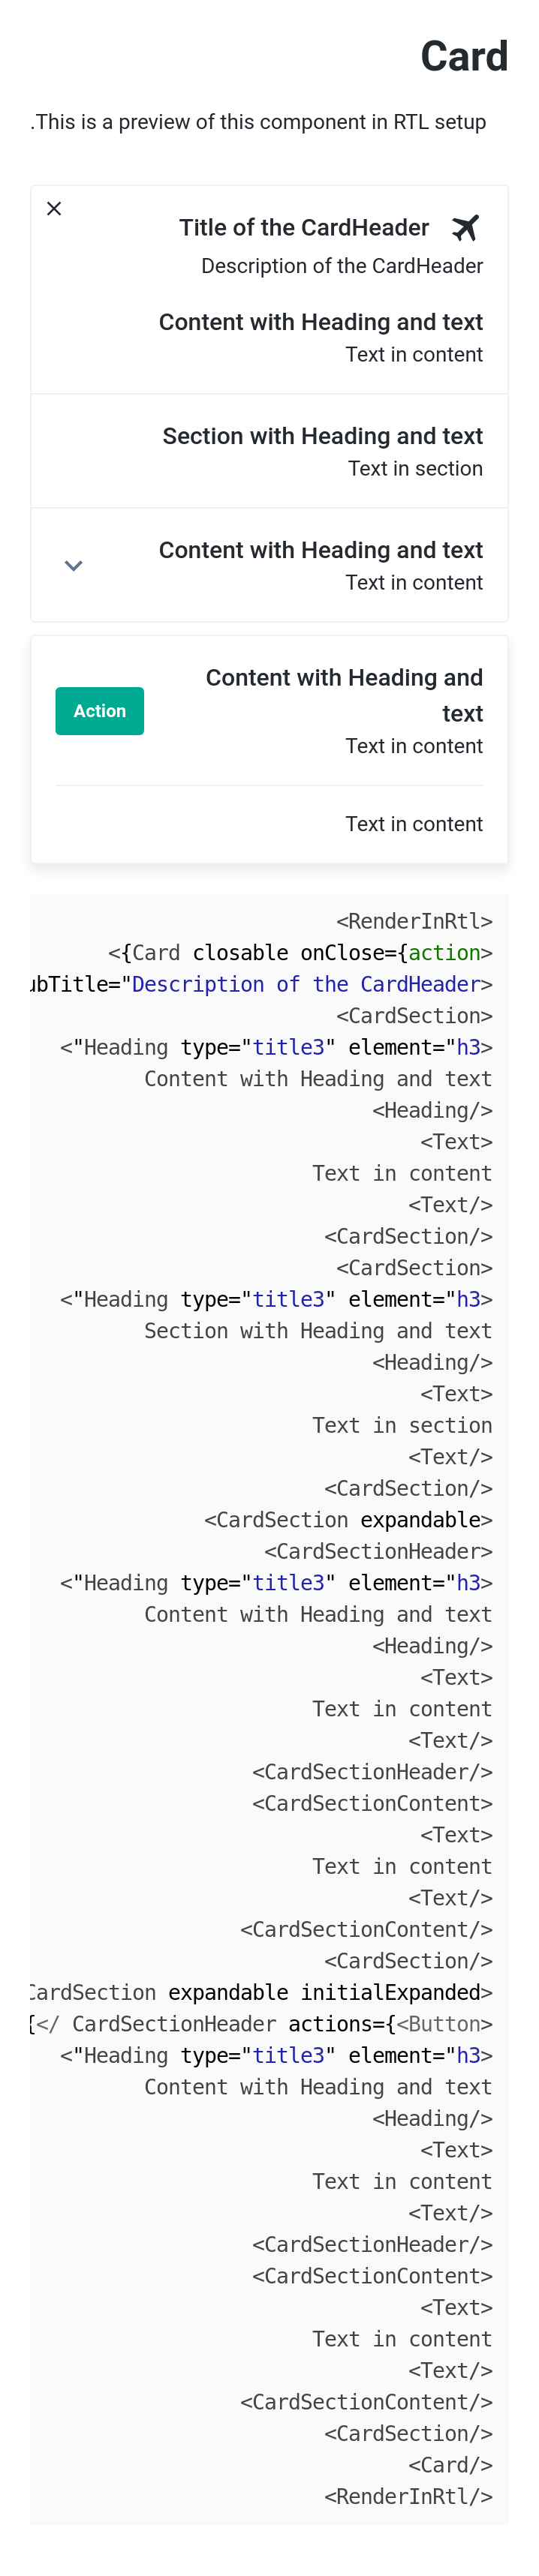 Card
.This is a preview of this component in RTL setup
Title of the CardHeader
Description of the CardHeader
Content with Heading and text
Text in content
Section with Heading and text
Text in section
Content with Heading and text
Text in content
Content with Heading and
text
Text in content
Action
Text in content
<RenderInRtl>
<{Card closable onClose={action>
ubTitle="Description of the CardHeader>
<CardSection>
<"Heading type="title3" element="h3>
Content with Heading and text
<Heading/>
<Text>
Text in content
<Text/>
<CardSection/>
<CardSection>
<"Heading type="title3" element="h3>
Section with Heading and text
<Heading/>
<Text>
Text in section
<Text/>
<CardSection/>
<CardSection expandable>
<CardSectionHeader>
<"Heading type="title3" element="h3>
Content with Heading and text
<Heading/>
<Text>
Text in content
<Text/>
<CardSectionHeader/>
<CardSectionContent>
<Text>
Text in content
<Text/>
<CardSectionContent/>
<CardSection/>
CardSection expandable initialExpanded>
{</ CardSectionHeader actions={<Button>
<"Heading type="title3" element="h3>
Content with Heading and text
<Heading/>
<Text>
Text in content
<Text/>
<CardSectionHeader/>
<CardSectionContent>
<Text>
Text in content
<Text/>
<CardSectionContent/>
<CardSection/>
<Card/>
<RenderInRtl/>